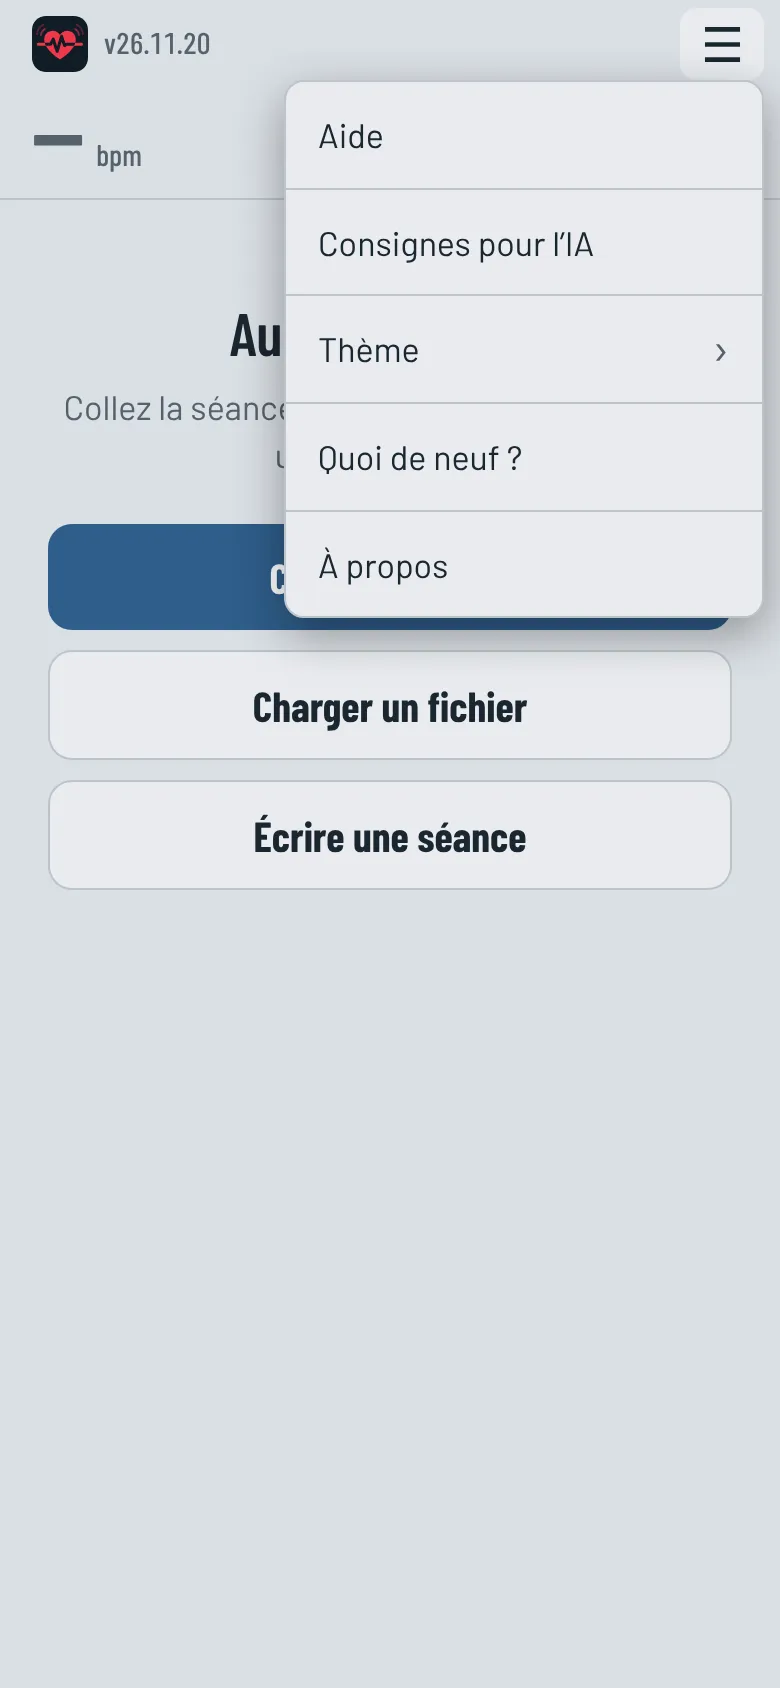 v26.11.20
bpm
Aide
Consignes pour l’IA
Thème
Quoi de neuf ?
À propos
Collez la
Charger un fichier
Écrire une séance